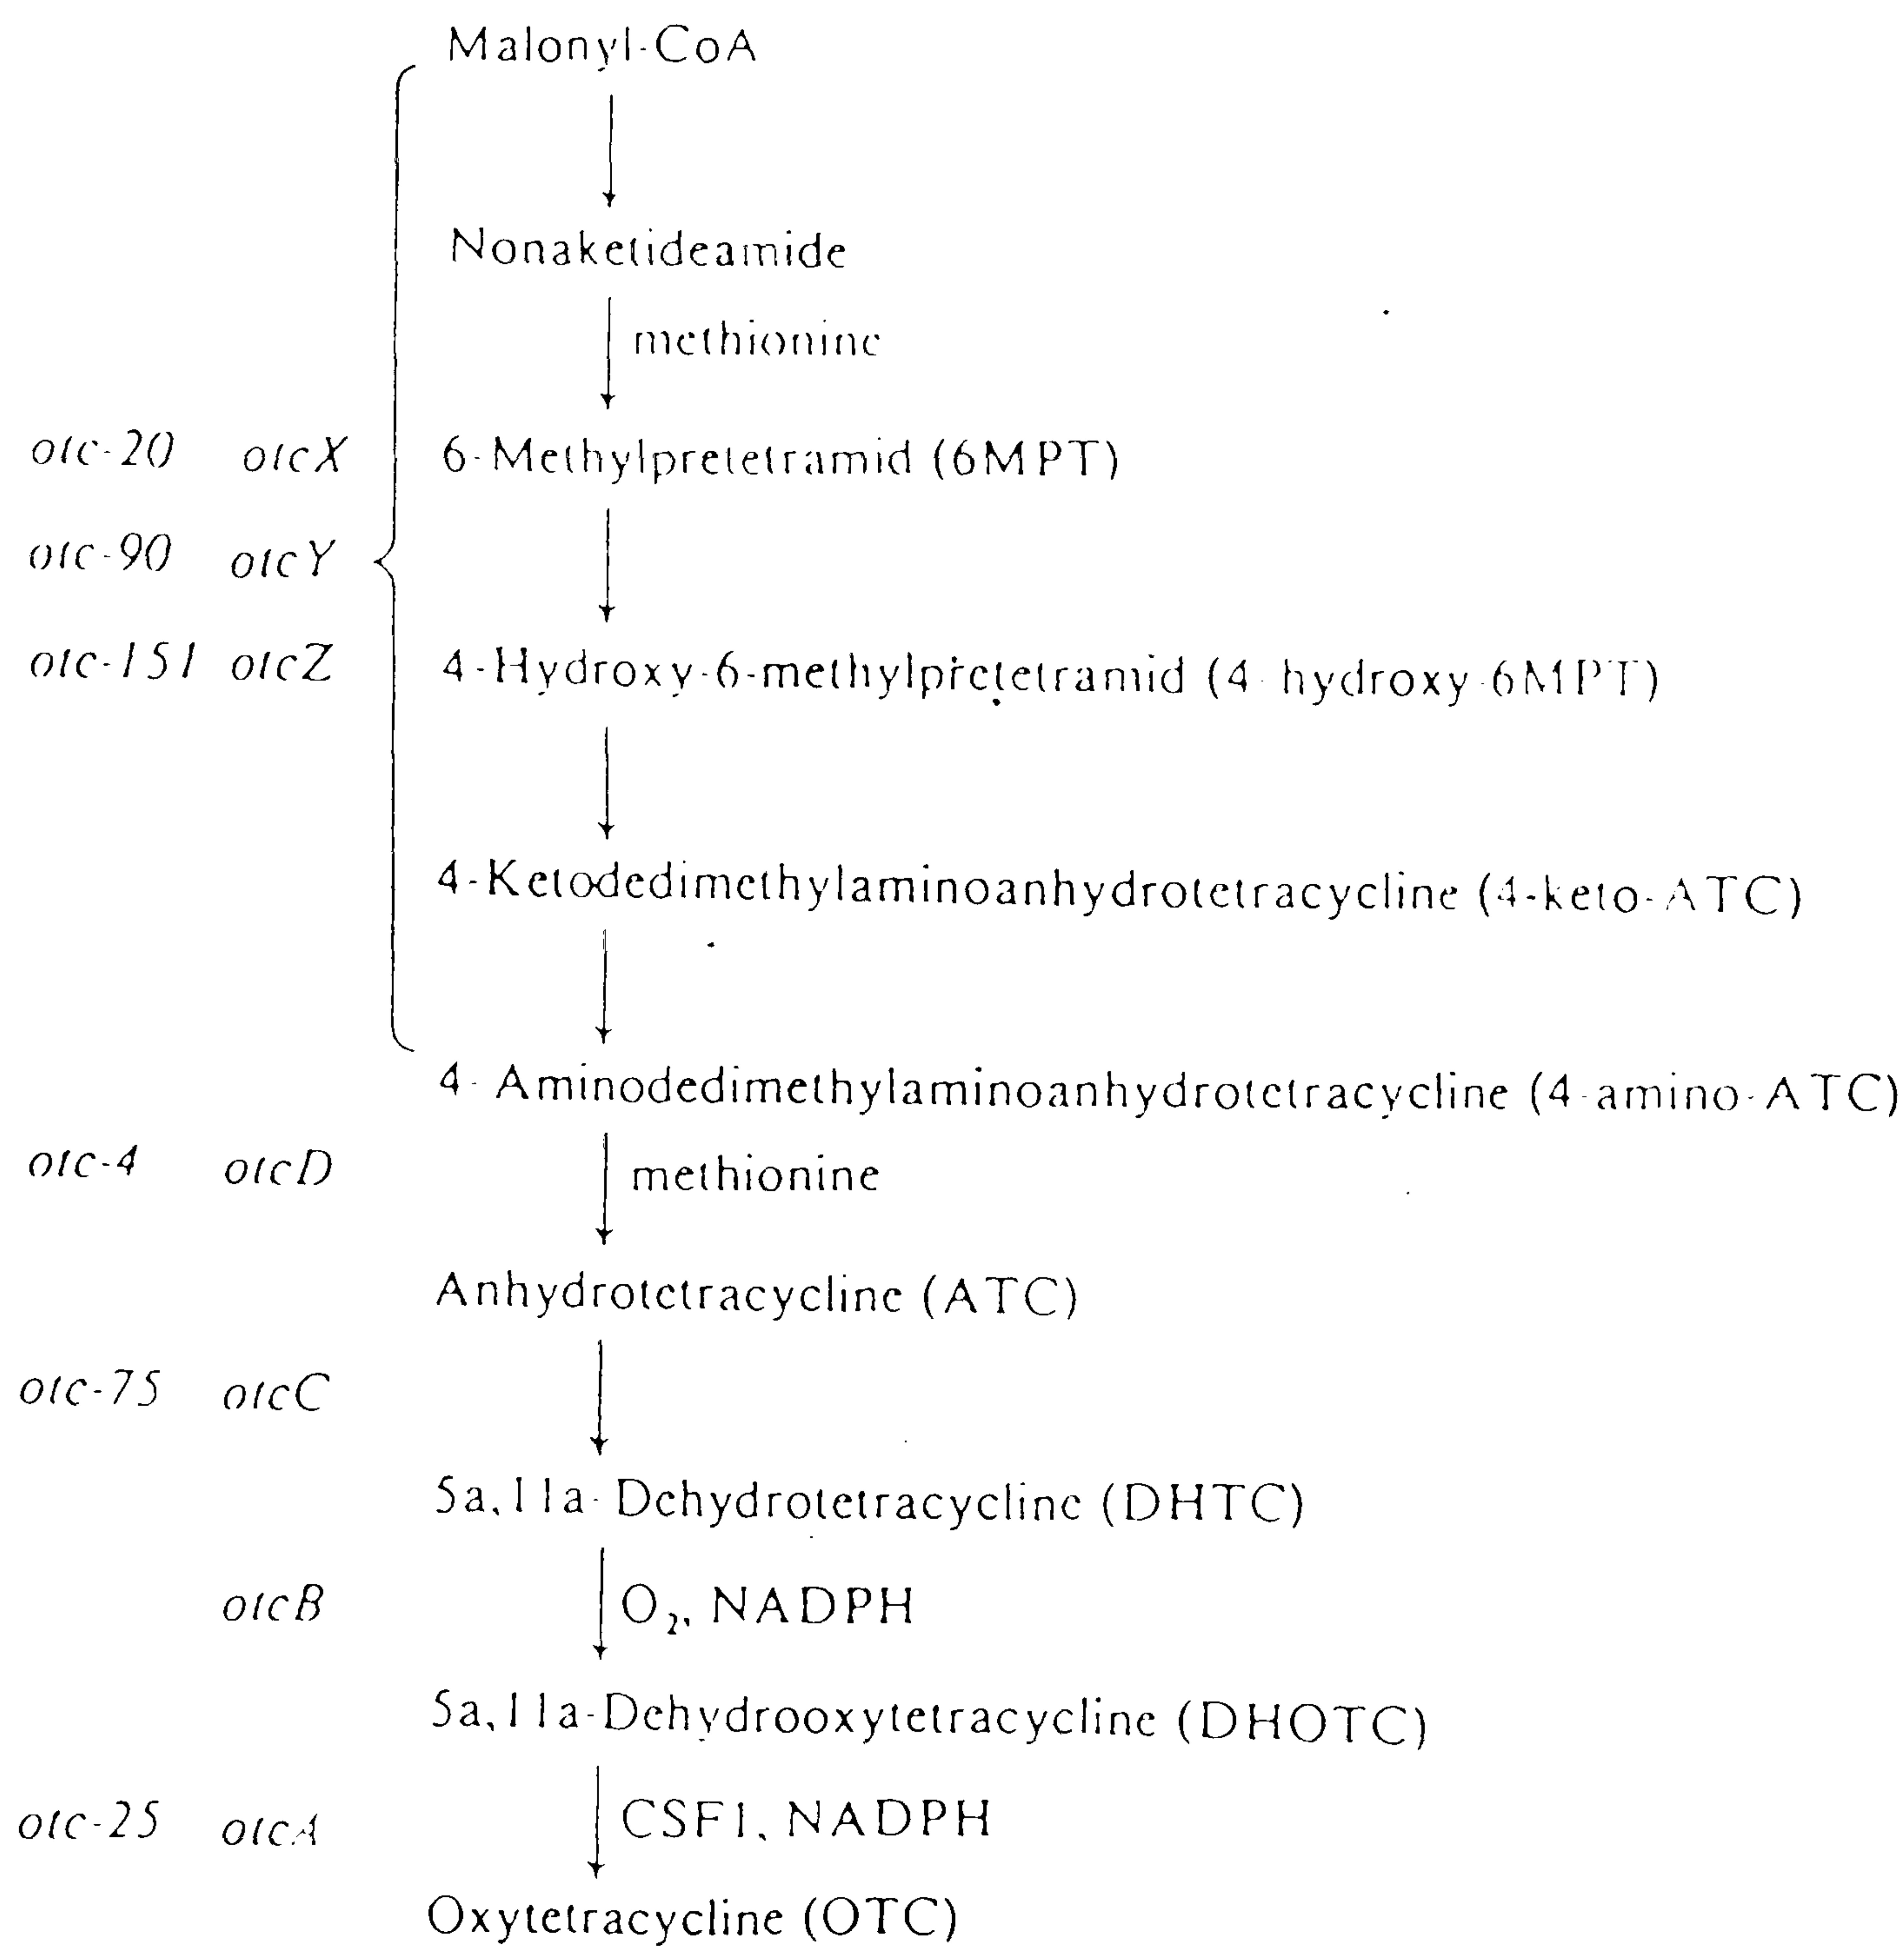 Malonyl-CoA
Nonaketideamide
methionine
otc-20 otcX 6-Methylpretetramid (6MPT)
otc-90 otcY
otc-151 otcZ 4-Hydroxy-6-methylpretetramid (4-hydroxy-6MPT)
4-Ketodedimethylaminoanhydrotetracycline (4-keto-ATC)
4-Aminodedimethylaminoanhydrotetracycline (4-amino-ATC)
otc-4 otcD methionine
Anhydrotetracycline (ATC)
otc-75 otcC
5a,11a-Dehydrotetracycline (DHTC)
otcB O₂, NADPH
5a,11a-Dehydrooxytetracycline (DHOTC)
otc-25 otcA CSF1, NADPH
Oxytetracycline (OTC)